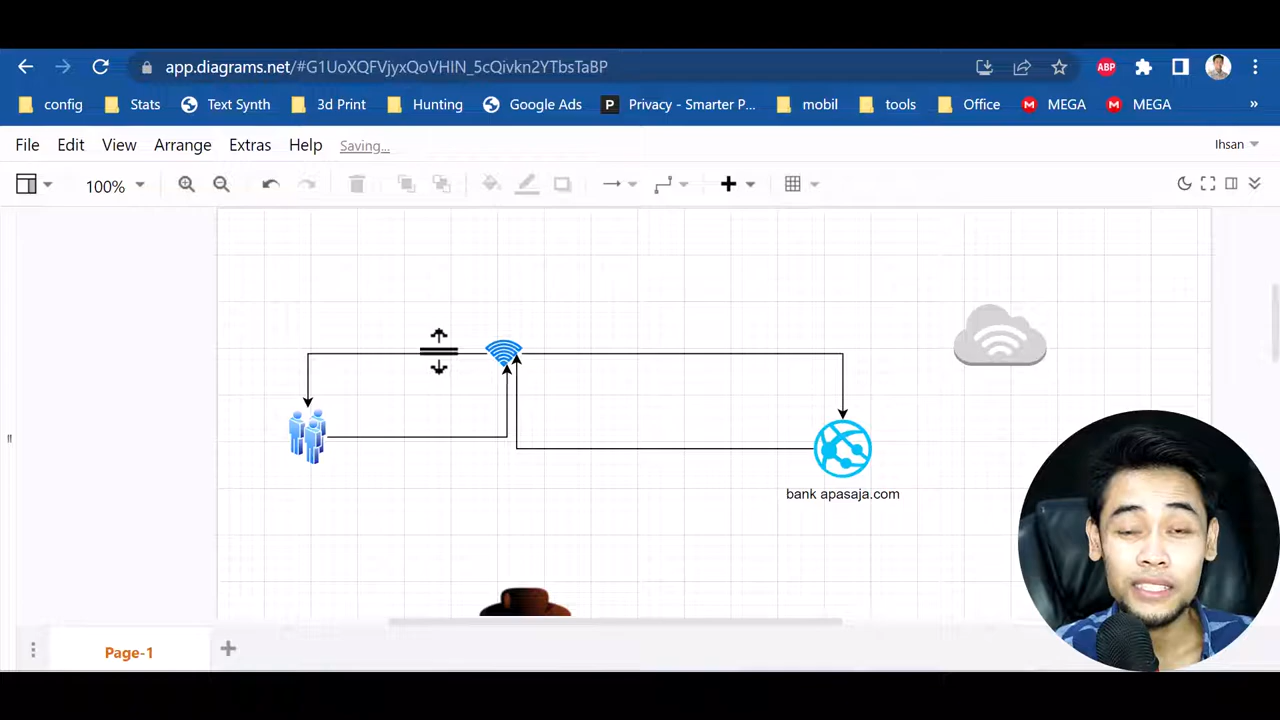 app.diagrams.net/#G1UoXQFVjyxQoVHIN_5cQivkn2YTbsTaBP
ABP
config Stats Text Synth 3d Print Hunting Google Ads P Privacy - Smarter P... mobil tools Office M MEGA M MEGA »
File Edit View Arrange Extras Help Saving... Ihsan
100%
bank apasaja.com
Page-1